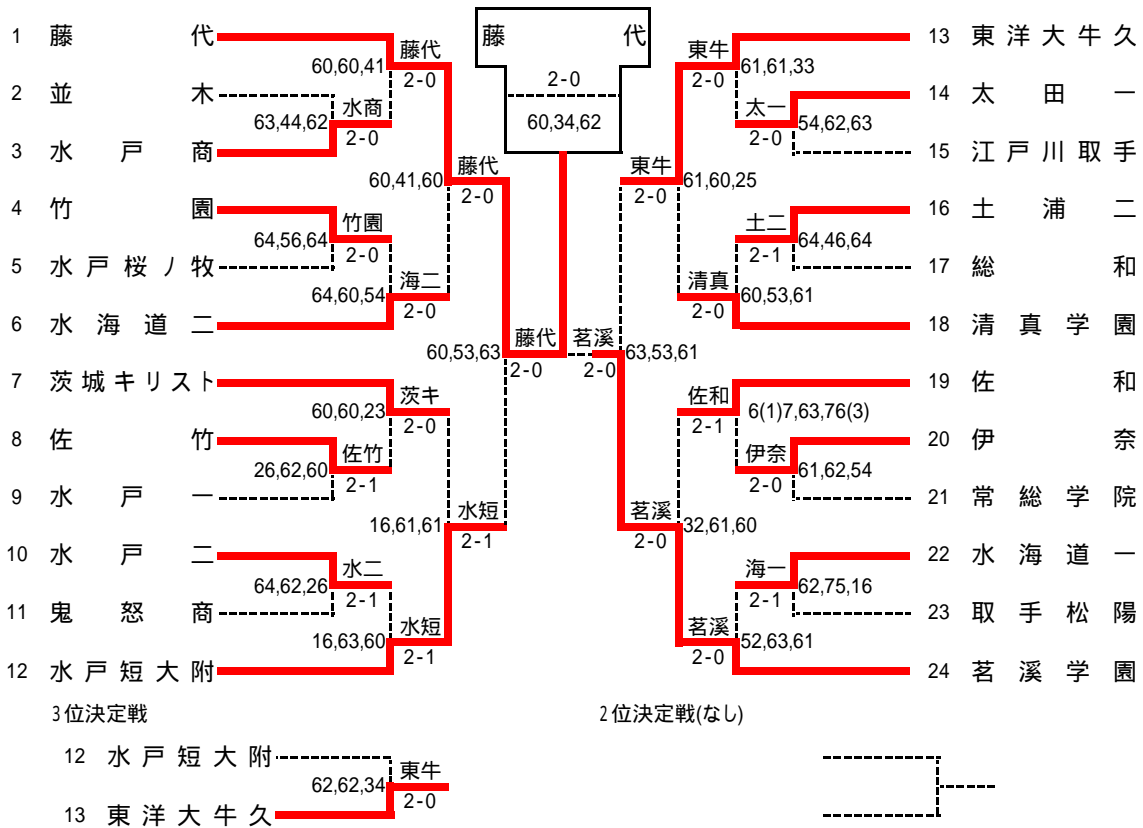 藤代
2-0
60,34,62
1 藤代
2 並木
3 水戸商
4 竹園
5 水戸桜ノ牧
6 水海道二
7 茨城キリスト
8 佐竹
9 水戸一
10 水戸二
11 鬼怒商
12 水戸短大附
藤代
60,60,41
2-0
水商
63,44,62
2-0
藤代
60,41,60
2-0
竹園
64,56,64
2-0
海二
64,60,54
2-0
藤代
60,53,63
2-0
茨キ
60,60,23
2-0
佐竹
26,62,60
2-1
水短
16,61,61
2-1
水二
64,62,26
2-1
水短
16,63,60
2-1
13 東洋大牛久
14 太田一
15 江戸川取手
16 土浦二
17 総和
18 清真学園
19 佐和
20 伊奈
21 常総学院
22 水海道一
23 取手松陽
24 茗溪学園
東牛
61,61,33
2-0
太一
54,62,63
2-0
東牛
61,60,25
2-0
土二
64,46,64
2-1
清真
60,53,61
2-0
茗溪
63,53,61
2-0
佐和
6(1)7,63,76(3)
2-1
伊奈
61,62,54
2-0
茗溪
32,61,60
2-0
海一
62,75,16
2-1
茗溪
52,63,61
2-0
3位決定戦
12 水戸短大附
13 東洋大牛久
62,62,34
東牛
2-0
2位決定戦(なし)